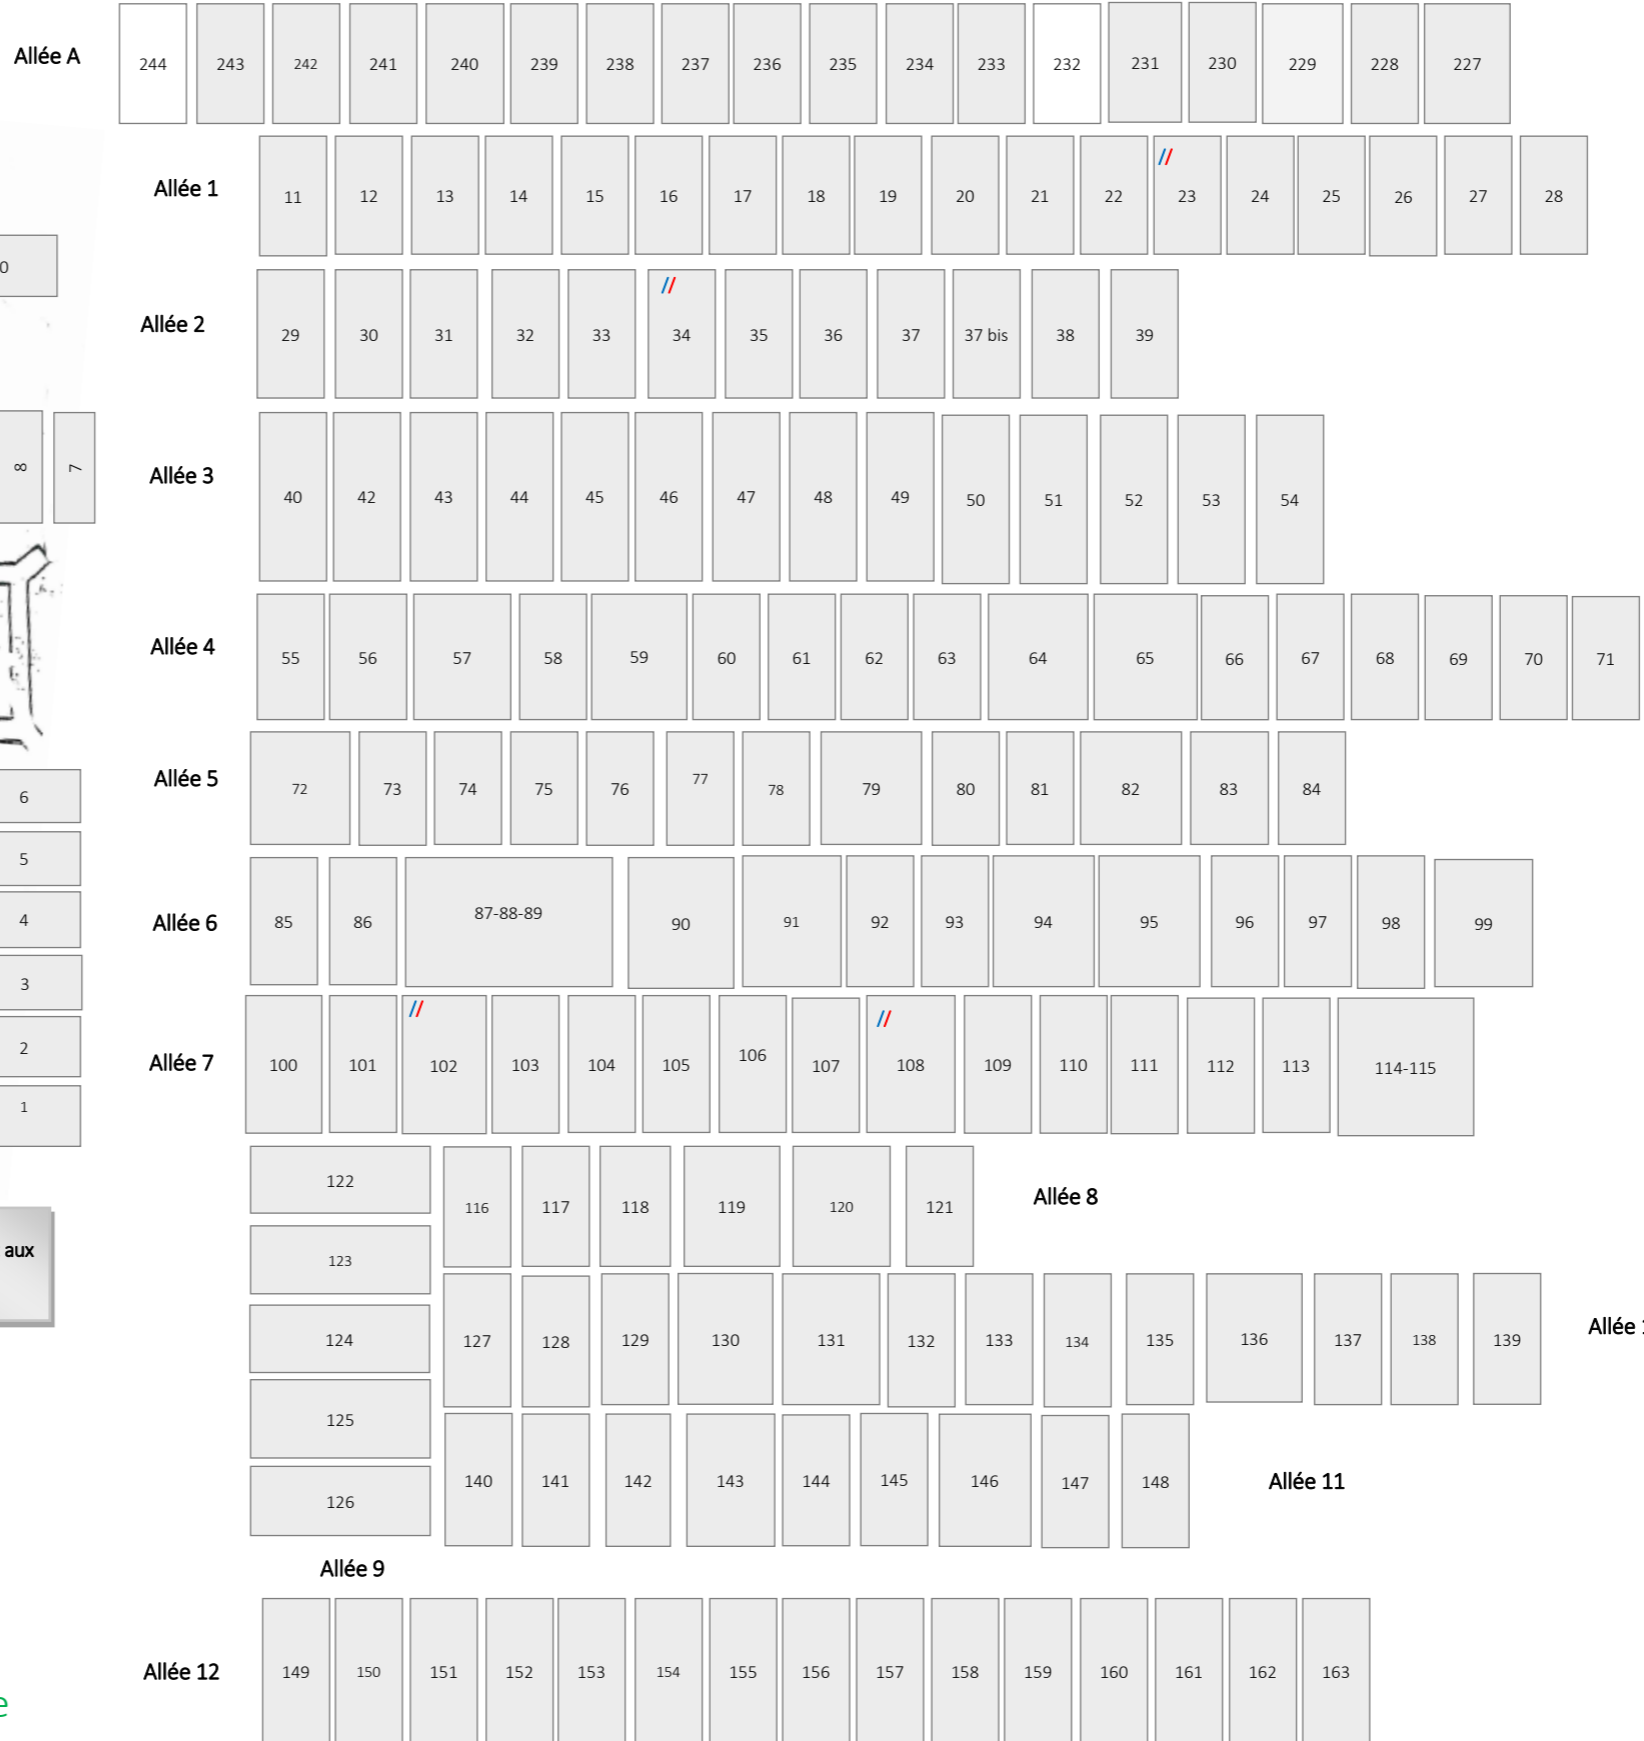 Allée A 244 243 242 241 240 239 238 237 236 235 234 233 232 231 230 229 228 227
Allée 1 11 12 13 14 15 16 17 18 19 20 21 22 // 23 24 25 26 27 28
0
Allée 2 29 30 31 32 33 // 34 35 36 37 37 bis 38 39
8 7
Allée 3 40 42 43 44 45 46 47 48 49 50 51 52 53 54
Allée 4 55 56 57 58 59 60 61 62 63 64 65 66 67 68 69 70 71
6
Allée 5 72 73 74 75 76 77 78 79 80 81 82 83 84
5
4
Allée 6 85 86 87-88-89 90 91 92 93 94 95 96 97 98 99
3
2
Allée 7 100 101 // 102 103 104 105 106 107 // 108 109 110 111 112 113 114-115
1
122
116 117 118 119 120 121 Allée 8
aux
123
124
127 128 129 130 131 132 133 134 135 136 137 138 139 Allée
125
126
140 141 142 143 144 145 146 147 148 Allée 11
Allée 9
Allée 12 149 150 151 152 153 154 155 156 157 158 159 160 161 162 163
e